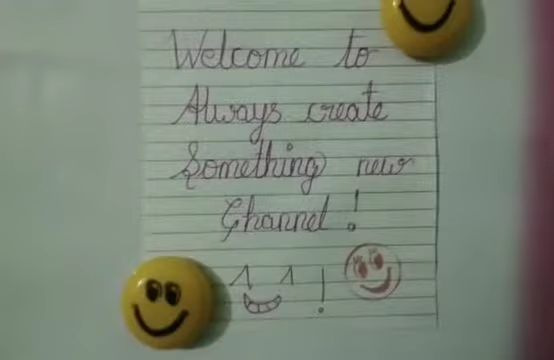 Welcome to
Always create
Something new
Channel !
!